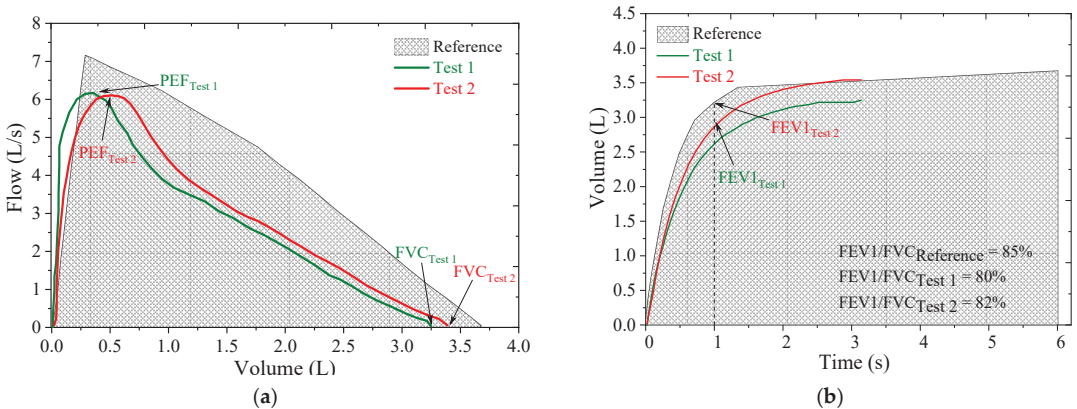 8
7
6
5
4
3
2
1
0
Flow (L/s)
0.0
0.5
1.0
1.5
2.0
2.5
3.0
3.5
4.0
Volume (L)
Reference
Test 1
Test 2
PEFTest 1
PEFTest 2
FVCTest 1
FVCTest 2
(a)
4.5
4.0
3.5
3.0
2.5
2.0
1.5
1.0
0.5
0.0
Volume (L)
0
1
2
3
4
5
6
Time (s)
Reference
Test 1
Test 2
FEV1Test 2
FEV1Test 1
FEV1/FVCReference = 85%
FEV1/FVCTest 1 = 80%
FEV1/FVCTest 2 = 82%
(b)